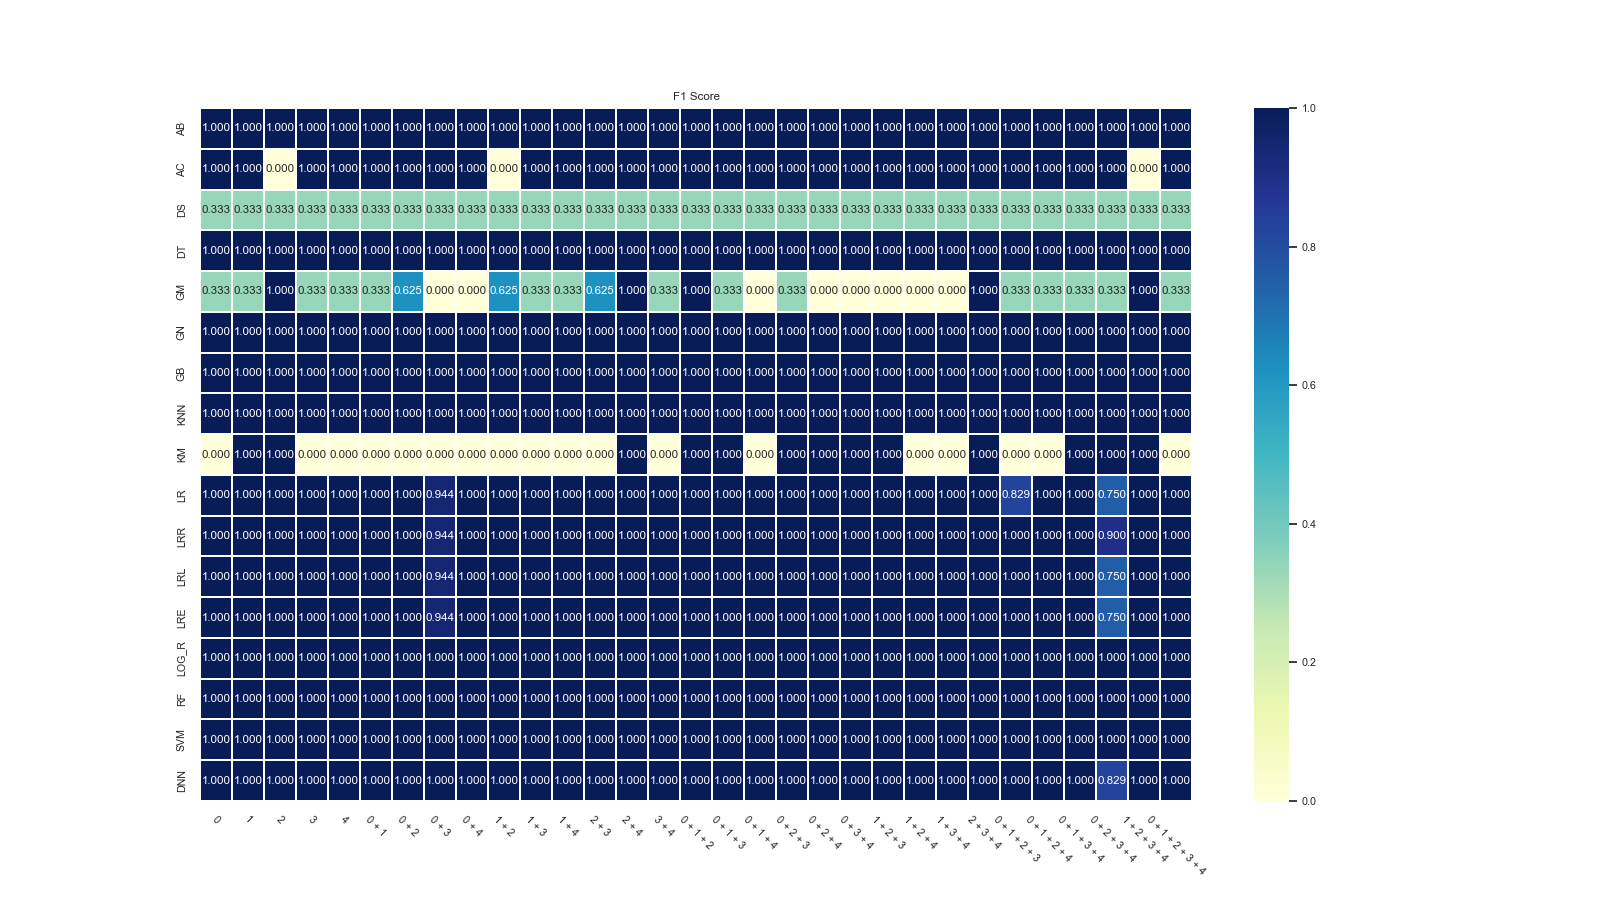 F1 Score
AB 1.000 1.000 1.000 1.000 1.000 1.000 1.000 1.000 1.000 1.000 1.000 1.000 1.000 1.000 1.000 1.000 1.000 1.000 1.000 1.000 1.000 1.000 1.000 1.000 1.000 1.000 1.000 1.000 1.000 1.000 1.000
AC 1.000 1.000 0.000 1.000 1.000 1.000 1.000 1.000 1.000 0.000 1.000 1.000 1.000 1.000 1.000 1.000 1.000 1.000 1.000 1.000 1.000 1.000 1.000 1.000 1.000 1.000 1.000 1.000 1.000 0.000 1.000
DS 0.333 0.333 0.333 0.333 0.333 0.333 0.333 0.333 0.333 0.333 0.333 0.333 0.333 0.333 0.333 0.333 0.333 0.333 0.333 0.333 0.333 0.333 0.333 0.333 0.333 0.333 0.333 0.333 0.333 0.333 0.333
DT 1.000 1.000 1.000 1.000 1.000 1.000 1.000 1.000 1.000 1.000 1.000 1.000 1.000 1.000 1.000 1.000 1.000 1.000 1.000 1.000 1.000 1.000 1.000 1.000 1.000 1.000 1.000 1.000 1.000 1.000 1.000
GM 0.333 0.333 1.000 0.333 0.333 0.333 0.625 0.000 0.000 0.625 0.333 0.333 0.625 1.000 0.333 1.000 0.333 0.000 0.333 0.000 0.000 0.000 0.000 0.000 1.000 0.333 0.333 0.333 0.333 1.000 0.333
GN 1.000 1.000 1.000 1.000 1.000 1.000 1.000 1.000 1.000 1.000 1.000 1.000 1.000 1.000 1.000 1.000 1.000 1.000 1.000 1.000 1.000 1.000 1.000 1.000 1.000 1.000 1.000 1.000 1.000 1.000 1.000
GB 1.000 1.000 1.000 1.000 1.000 1.000 1.000 1.000 1.000 1.000 1.000 1.000 1.000 1.000 1.000 1.000 1.000 1.000 1.000 1.000 1.000 1.000 1.000 1.000 1.000 1.000 1.000 1.000 1.000 1.000 1.000
KNN 1.000 1.000 1.000 1.000 1.000 1.000 1.000 1.000 1.000 1.000 1.000 1.000 1.000 1.000 1.000 1.000 1.000 1.000 1.000 1.000 1.000 1.000 1.000 1.000 1.000 1.000 1.000 1.000 1.000 1.000 1.000
KM 0.000 1.000 1.000 0.000 0.000 0.000 0.000 0.000 0.000 0.000 0.000 0.000 0.000 1.000 0.000 1.000 1.000 0.000 1.000 1.000 1.000 1.000 0.000 0.000 1.000 0.000 0.000 1.000 1.000 1.000 0.000
LR 1.000 1.000 1.000 1.000 1.000 1.000 1.000 0.944 1.000 1.000 1.000 1.000 1.000 1.000 1.000 1.000 1.000 1.000 1.000 1.000 1.000 1.000 1.000 1.000 1.000 0.829 1.000 1.000 0.750 1.000 1.000
LRR 1.000 1.000 1.000 1.000 1.000 1.000 1.000 0.944 1.000 1.000 1.000 1.000 1.000 1.000 1.000 1.000 1.000 1.000 1.000 1.000 1.000 1.000 1.000 1.000 1.000 1.000 1.000 1.000 0.900 1.000 1.000
LRL 1.000 1.000 1.000 1.000 1.000 1.000 1.000 0.944 1.000 1.000 1.000 1.000 1.000 1.000 1.000 1.000 1.000 1.000 1.000 1.000 1.000 1.000 1.000 1.000 1.000 1.000 1.000 1.000 0.750 1.000 1.000
LRE 1.000 1.000 1.000 1.000 1.000 1.000 1.000 0.944 1.000 1.000 1.000 1.000 1.000 1.000 1.000 1.000 1.000 1.000 1.000 1.000 1.000 1.000 1.000 1.000 1.000 1.000 1.000 1.000 0.750 1.000 1.000
LOG_R 1.000 1.000 1.000 1.000 1.000 1.000 1.000 1.000 1.000 1.000 1.000 1.000 1.000 1.000 1.000 1.000 1.000 1.000 1.000 1.000 1.000 1.000 1.000 1.000 1.000 1.000 1.000 1.000 1.000 1.000 1.000
RF 1.000 1.000 1.000 1.000 1.000 1.000 1.000 1.000 1.000 1.000 1.000 1.000 1.000 1.000 1.000 1.000 1.000 1.000 1.000 1.000 1.000 1.000 1.000 1.000 1.000 1.000 1.000 1.000 1.000 1.000 1.000
SVM 1.000 1.000 1.000 1.000 1.000 1.000 1.000 1.000 1.000 1.000 1.000 1.000 1.000 1.000 1.000 1.000 1.000 1.000 1.000 1.000 1.000 1.000 1.000 1.000 1.000 1.000 1.000 1.000 1.000 1.000 1.000
DNN 1.000 1.000 1.000 1.000 1.000 1.000 1.000 1.000 1.000 1.000 1.000 1.000 1.000 1.000 1.000 1.000 1.000 1.000 1.000 1.000 1.000 1.000 1.000 1.000 1.000 1.000 1.000 1.000 0.829 1.000 1.000
0
1
2
3
4
0 + 1
0 + 2
0 + 3
0 + 4
1 + 2
1 + 3
1 + 4
2 + 3
2 + 4
3 + 4
0 + 1 + 2
0 + 1 + 3
0 + 1 + 4
0 + 2 + 3
0 + 2 + 4
0 + 3 + 4
1 + 2 + 3
1 + 2 + 4
1 + 3 + 4
2 + 3 + 4
0 + 1 + 2 + 3
0 + 1 + 2 + 4
0 + 1 + 3 + 4
0 + 2 + 3 + 4
1 + 2 + 3 + 4
0 + 1 + 2 + 3 + 4
1.0
0.8
0.6
0.4
0.2
0.0